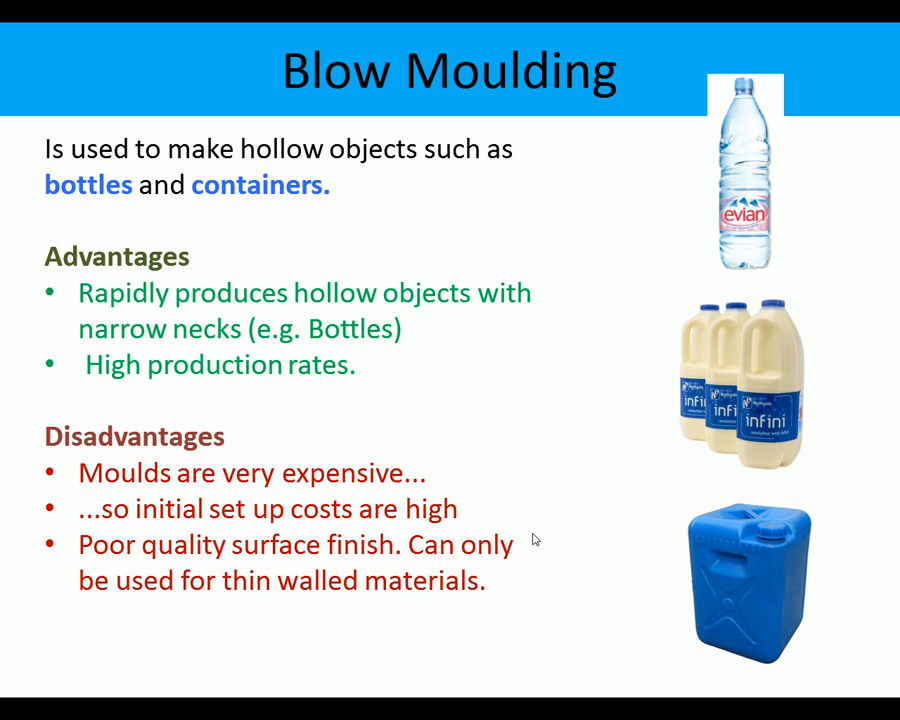 Blow Moulding
Is used to make hollow objects such as
bottles and containers.
Advantages
• Rapidly produces hollow objects with
narrow necks (e.g. Bottles)
• High production rates.
Disadvantages
• Moulds are very expensive...
• ...so initial set up costs are high
• Poor quality surface finish. Can only
be used for thin walled materials.
evian
infini
infini
infini